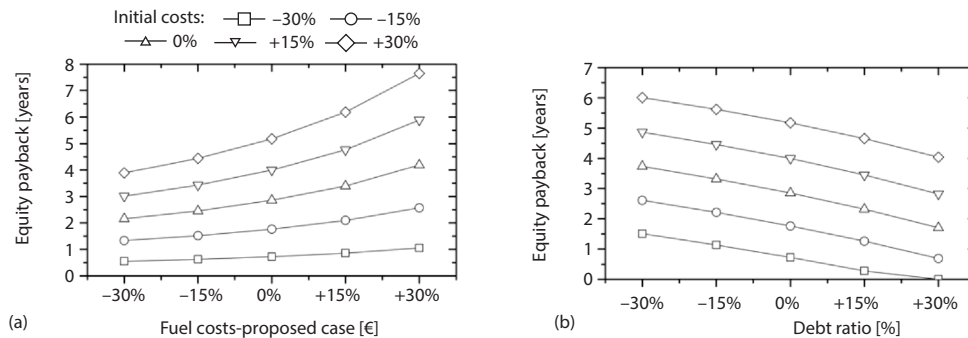 Initial costs: –30% –15%
0% +15% +30%
Equity payback [years]
8
7
6
5
4
3
2
1
0
–30% –15% 0% +15% +30%
(a) Fuel costs-proposed case [€]
Equity payback [years]
7
6
5
4
3
2
1
0
–30% –15% 0% +15% +30%
(b) Debt ratio [%]